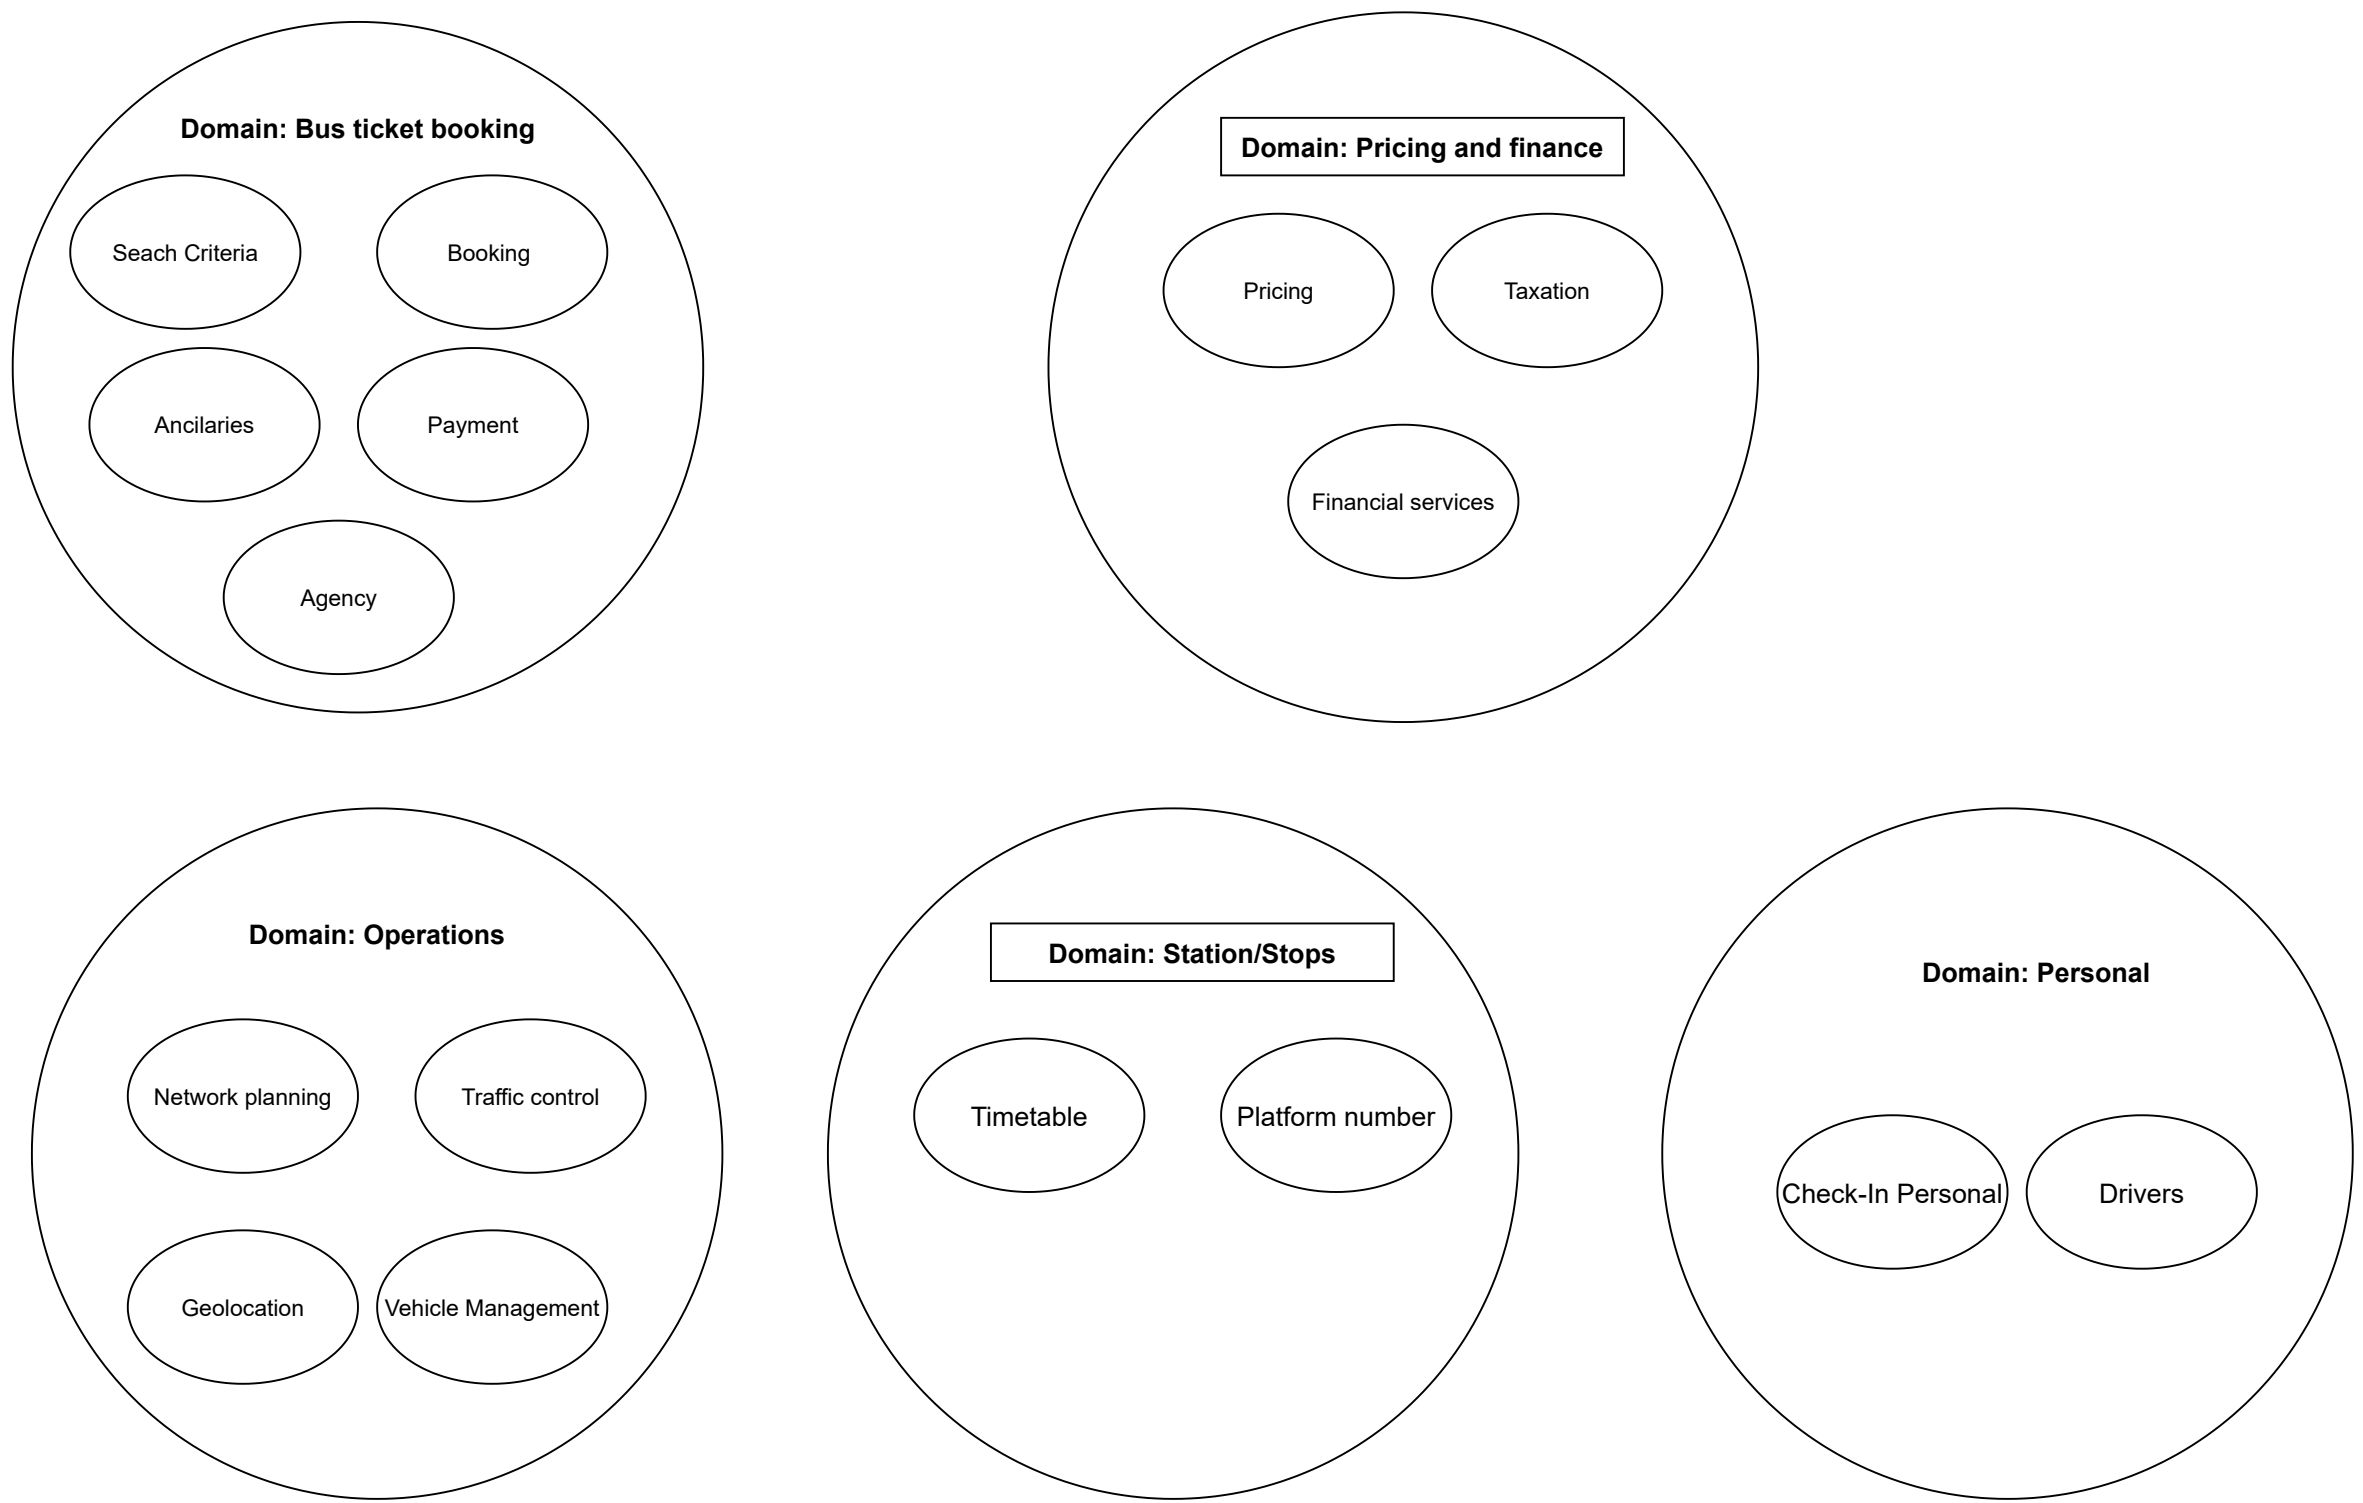 Domain: Bus ticket booking
Seach Criteria
Booking
Ancilaries
Payment
Agency
Domain: Pricing and finance
Pricing
Taxation
Financial services
Domain: Operations
Network planning
Traffic control
Geolocation
Vehicle Management
Domain: Station/Stops
Timetable
Platform number
Domain: Personal
Check-In Personal
Drivers